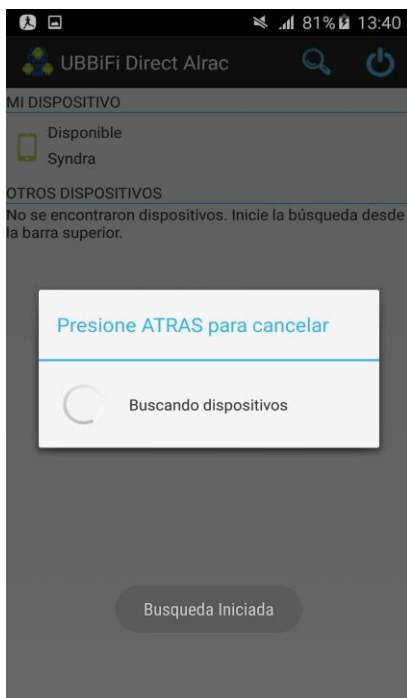 81% 13:40
UBBiFi Direct Alrac
MI DISPOSITIVO
Disponible
Syndra
OTROS DISPOSITIVOS
No se encontraron dispositivos. Inicie la búsqueda desde
la barra superior.
Presione ATRAS para cancelar
Buscando dispositivos
Busqueda Iniciada